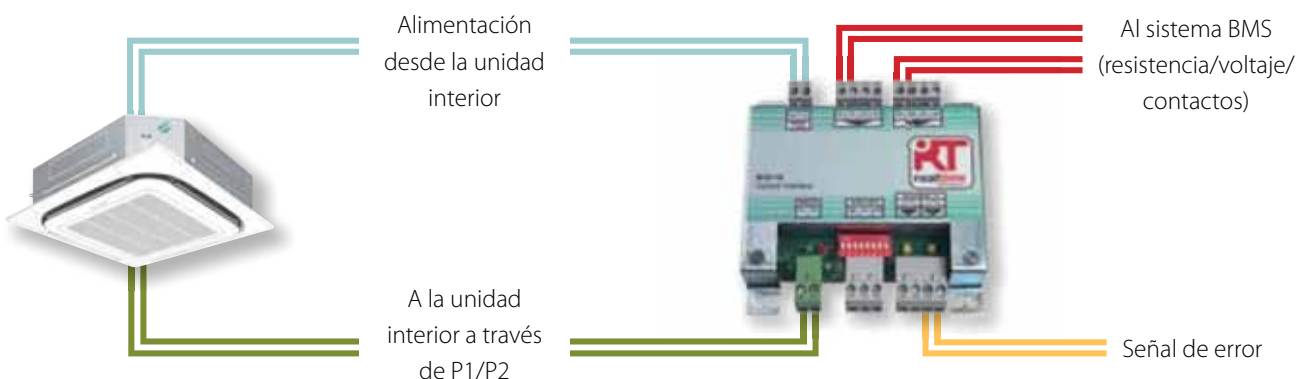 Alimentación
desde la unidad
interior
Al sistema BMS
(resistencia/voltaje/
contactos)
RT
A la unidad
interior a través
de P1/P2
Señal de error